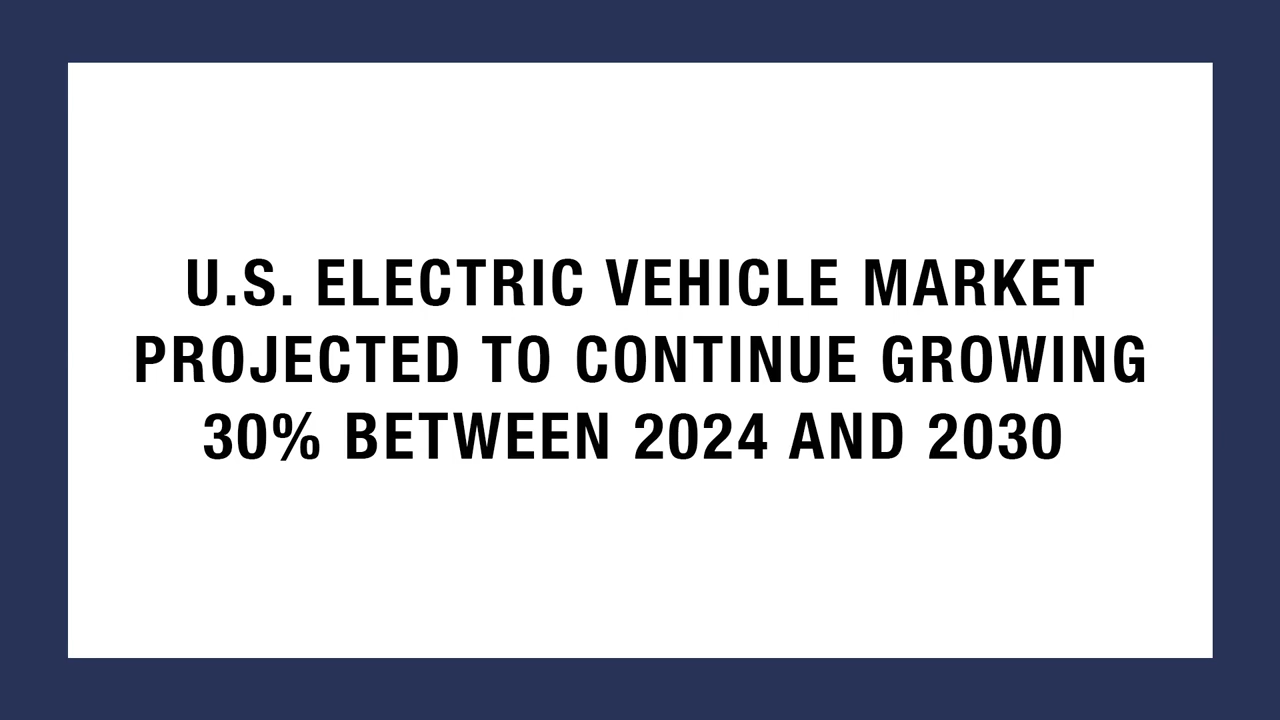 U.S. ELECTRIC VEHICLE MARKET
PROJECTED TO CONTINUE GROWING
30% BETWEEN 2024 AND 2030